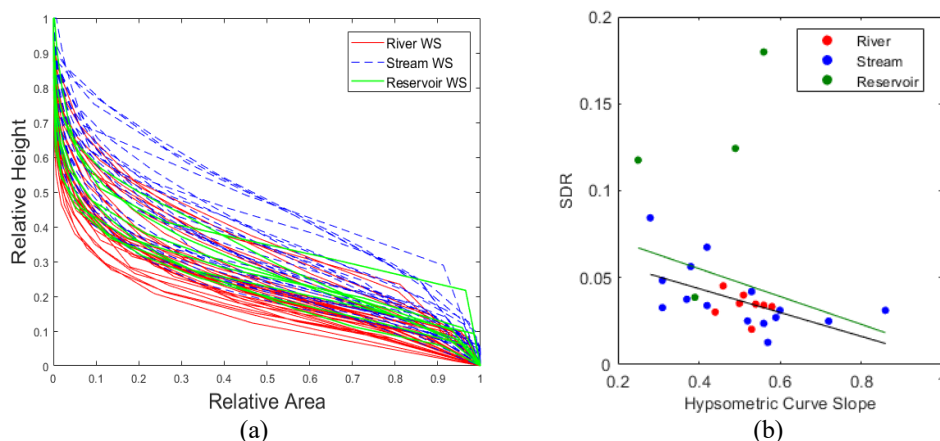 1
0.9
0.8
0.7
0.6
0.5
0.4
0.3
0.2
0.1
0
0 0.1 0.2 0.3 0.4 0.5 0.6 0.7 0.8 0.9 1
Relative Height
Relative Area
River WS
Stream WS
Reservoir WS
(a)
0.2
0.15
0.1
0.05
0
0.2 0.4 0.6 0.8 1
SDR
Hypsometric Curve Slope
River
Stream
Reservoir
(b)